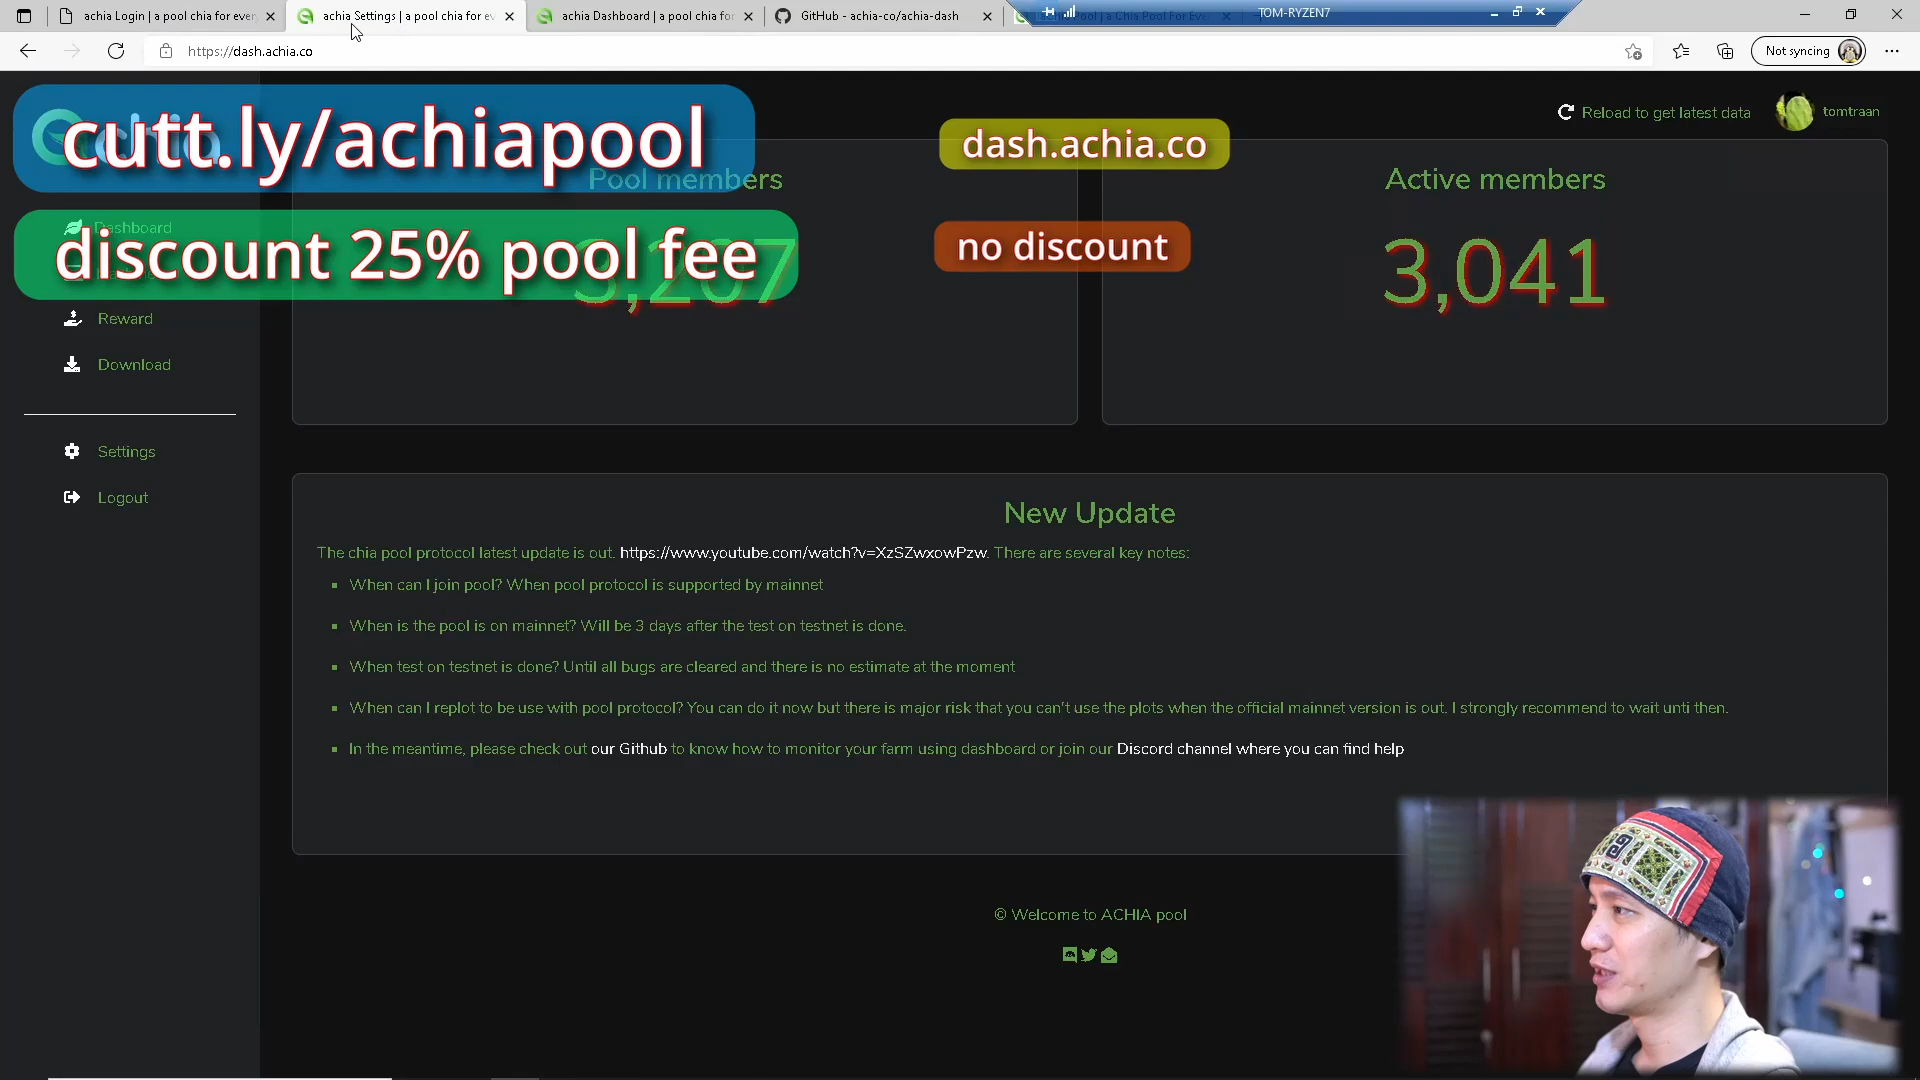 achia Login | a pool chia for ever
achia Settings | a pool chia for ev
achia Dashboard | a pool chia for
GitHub - achia-co/achia-dash
TOM-RYZEN7
https://dash.achia.co
Not syncing
Reload to get latest data
tomtraan
cutt.ly/achiapool
dash.achia.co
Pool members
Active members
Dashboard
discount 25% pool fee
no discount
3,207
3,041
Reward
Download
Settings
Logout
New Update
The chia pool protocol latest update is out. https://www.youtube.com/watch?v=XzSZwxowPzw. There are several key notes:
When can I join pool? When pool protocol is supported by mainnet
When is the pool is on mainnet? Will be 3 days after the test on testnet is done.
When test on testnet is done? Until all bugs are cleared and there is no estimate at the moment
When can I replot to be use with pool protocol? You can do it now but there is major risk that you can't use the plots when the official mainnet version is out. I strongly recommend to wait unti then.
In the meantime, please check out our Github to know how to monitor your farm using dashboard or join our Discord channel where you can find help
© Welcome to ACHIA pool